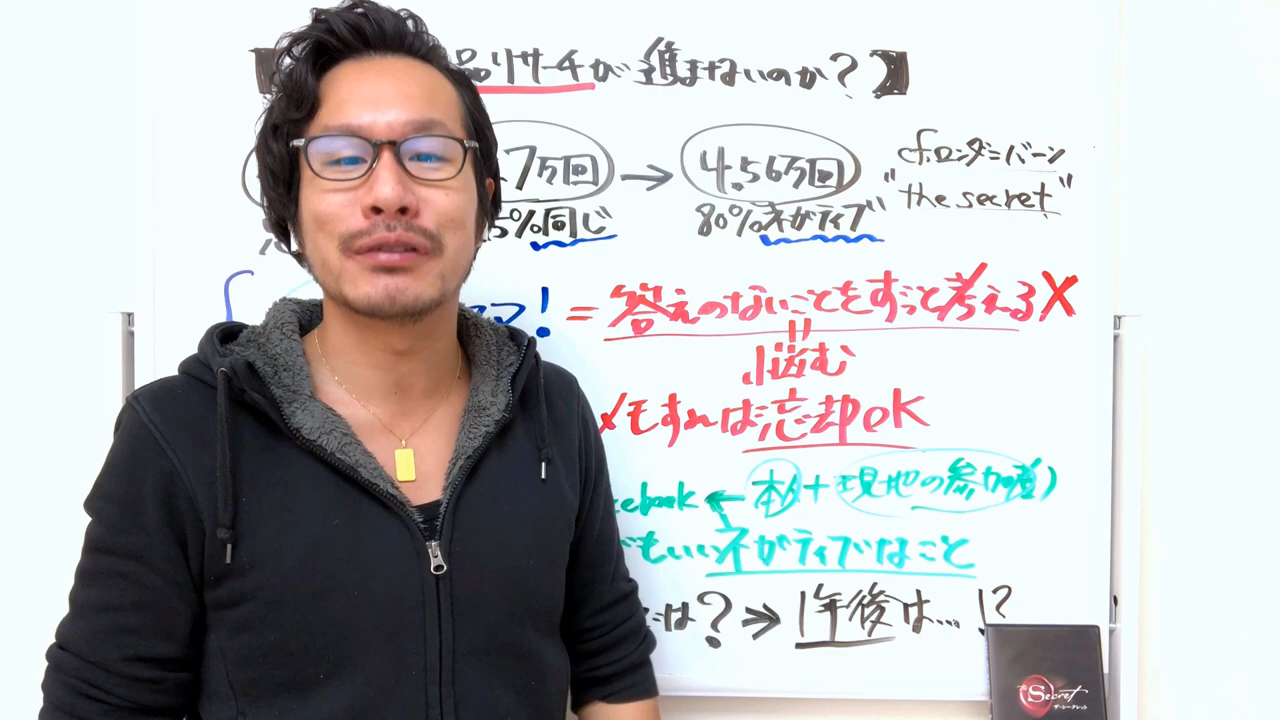 品リサーチが進まないのか？】
7万回 → 4.56万回
cf.ロンダ=バーン
"the secret"
5%同じ
80%ネガティブ
! = 答えのないことをずっと考える X
悩む
メモすれば忘却OK
cebook ← 本 + 現地の参加者)
でもいいネガティブなこと
には? ⇒ 1年後は…!?
Secret
ザ・シークレット